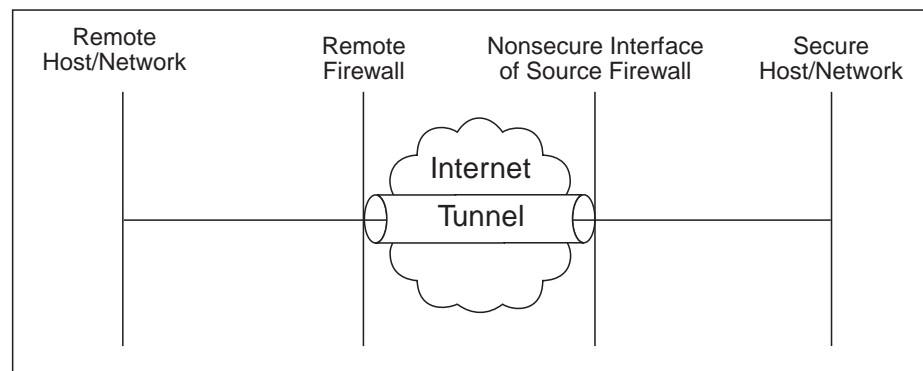 Remote
Host/Network
Remote
Firewall
Nonsecure Interface
of Source Firewall
Secure
Host/Network
Internet
Tunnel